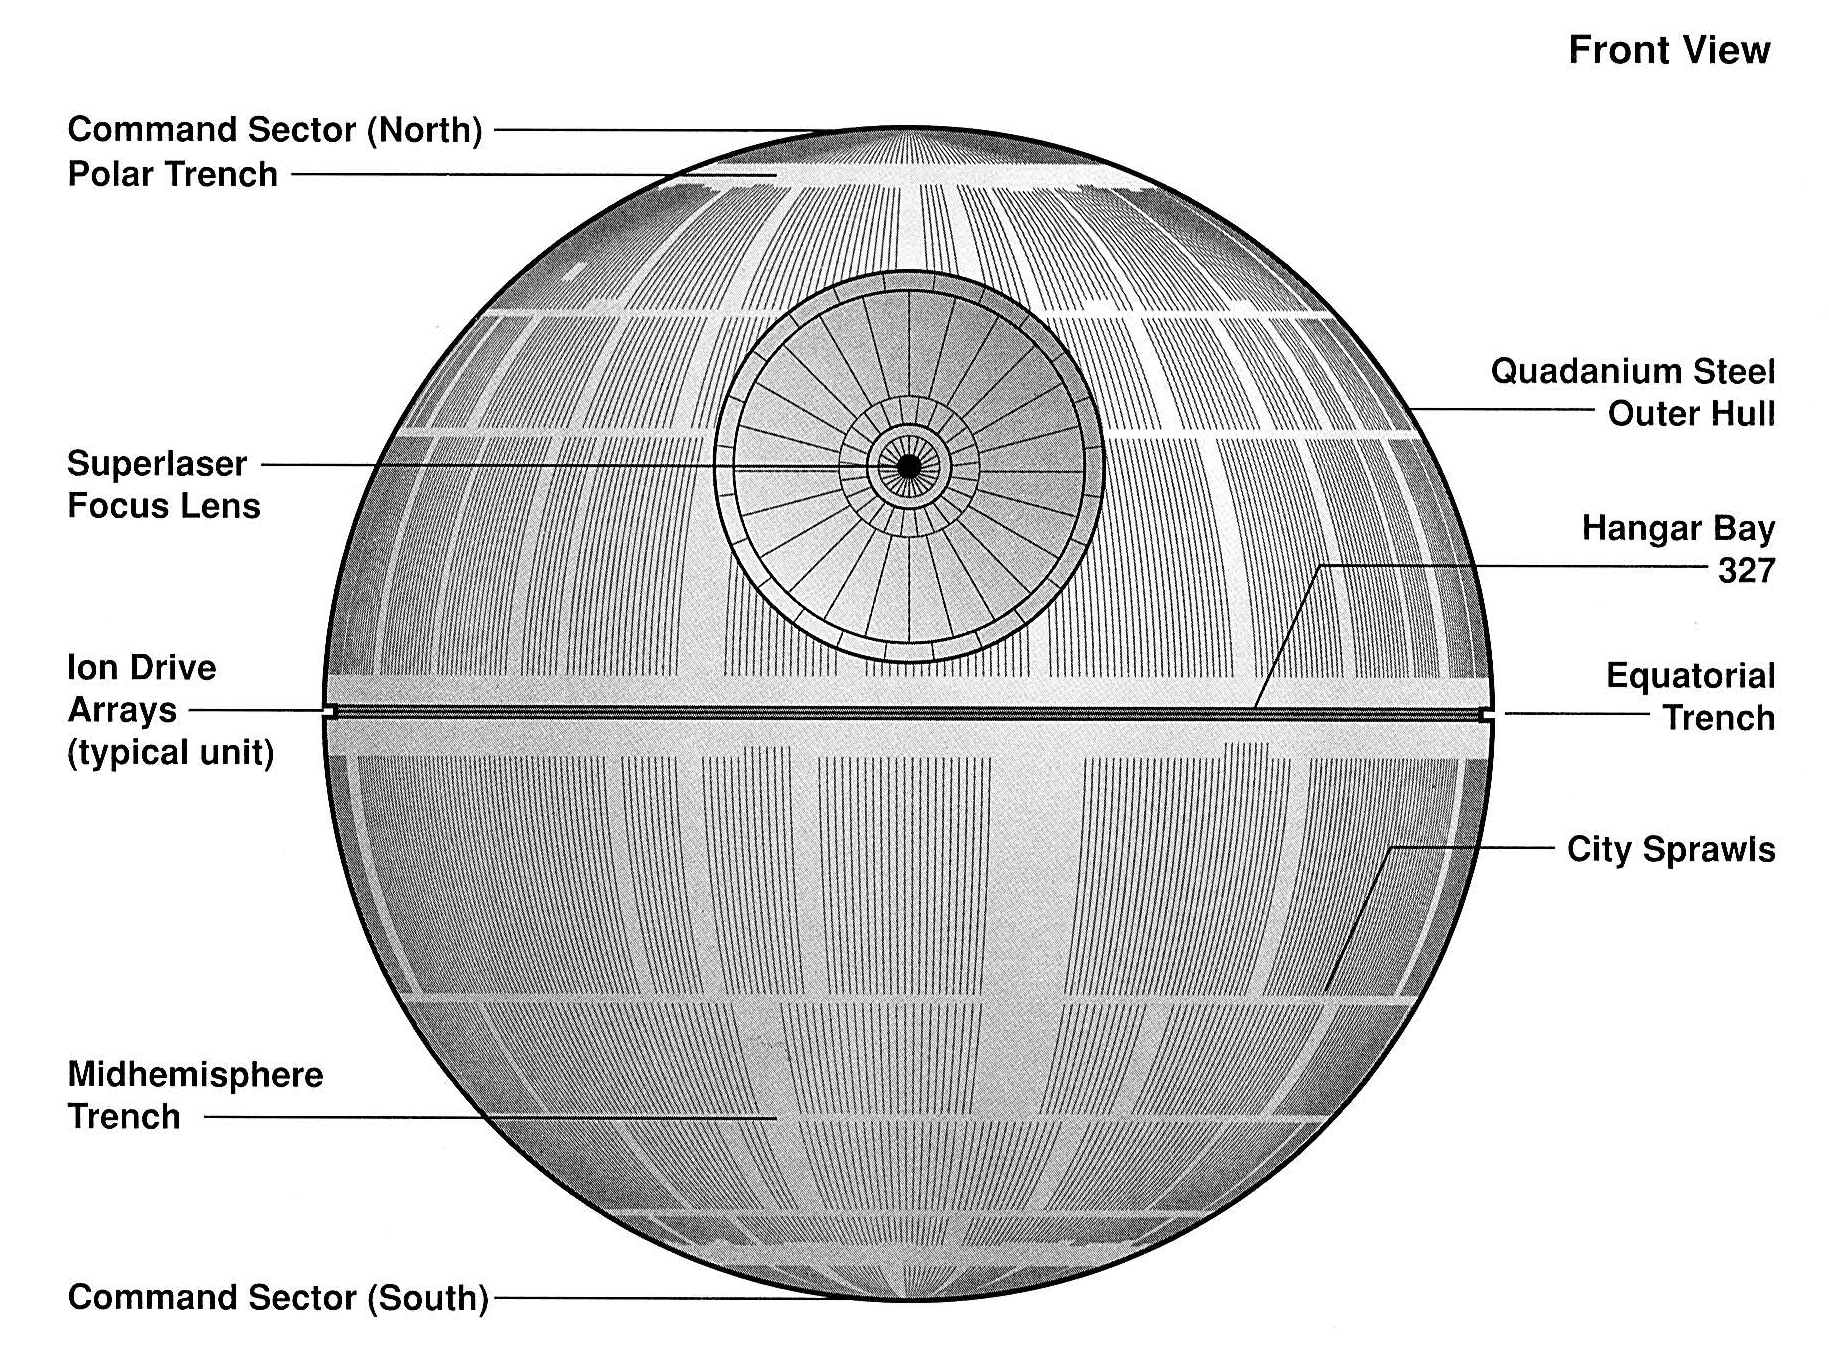 Front View
Command Sector (North)
Polar Trench
Quadanium Steel
Outer Hull
Superlaser
Focus Lens
Hangar Bay
327
Ion Drive
Arrays
(typical unit)
Equatorial
Trench
City Sprawls
Midhemisphere
Trench
Command Sector (South)